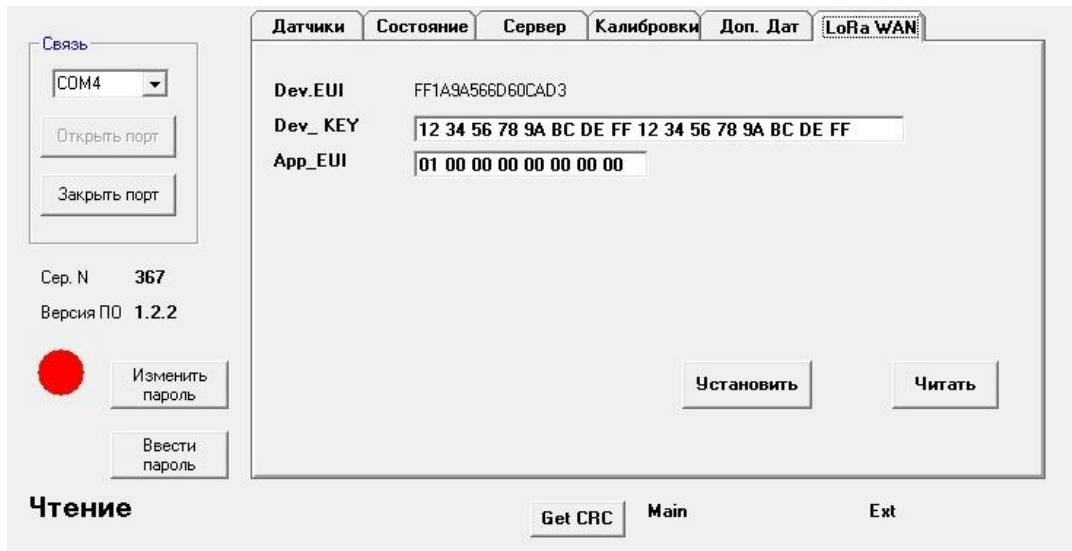 Датчики Состояние Сервер Калибровки Доп. Дат LoRa WAN
Связь
COM4
Открыть порт
Закрыть порт
Dev.EUI FF1A9A566D60CAD3
Dev_ KEY 12 34 56 78 9A BC DE FF 12 34 56 78 9A BC DE FF
App_EUI 01 00 00 00 00 00 00 00
Сер. N 367
Версия ПО 1.2.2
Изменить
пароль
Ввести
пароль
Установить Читать
Чтение
Get CRC Main Ext